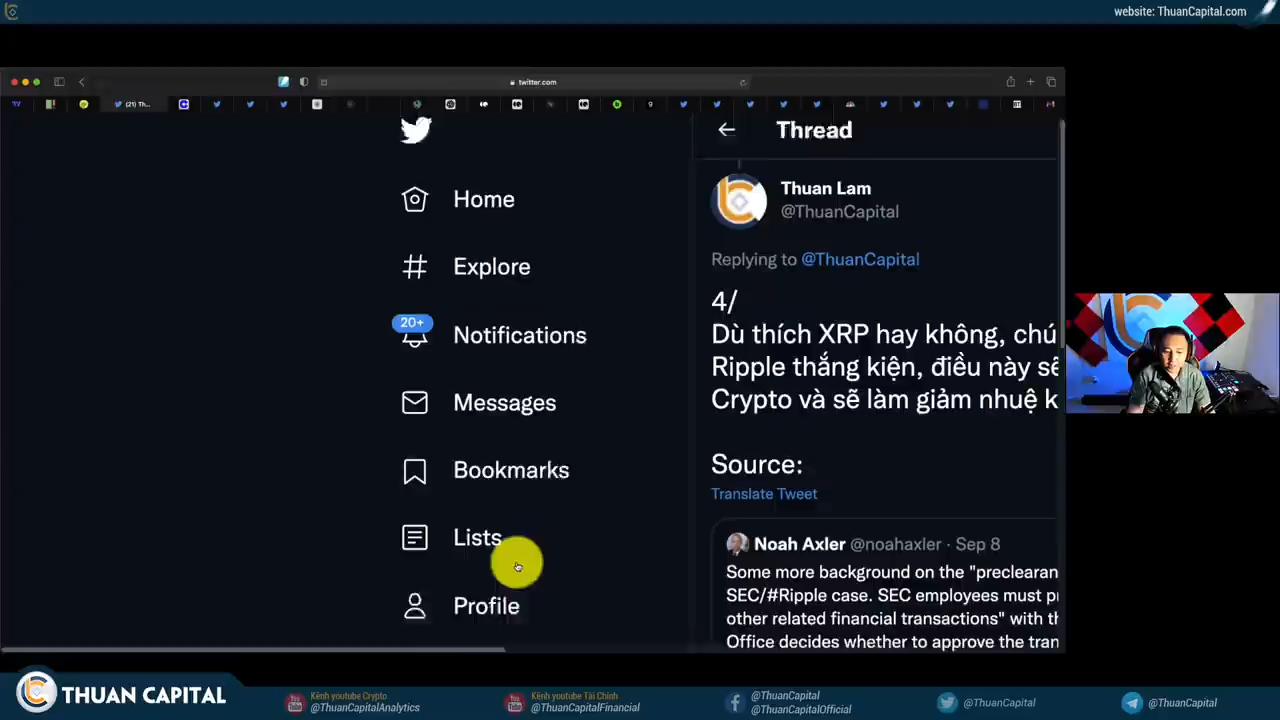 website: ThuanCapital.com
twitter.com
(21) Th...
Thread
Home
Explore
20+
Notifications
Messages
Bookmarks
Lists
Profile
Thuan Lam
@ThuanCapital
Replying to @ThuanCapital
4/
Dù thích XRP hay không, chú
Ripple thắng kiện, điều này sẽ
Crypto và sẽ làm giảm nhuệ k
Source:
Translate Tweet
Noah Axler @noahaxler · Sep 8
Some more background on the "preclearan
SEC/#Ripple case. SEC employees must p
other related financial transactions" with th
Office decides whether to approve the tran
THUAN CAPITAL
Kênh youtube Crypto
@ThuanCapitalAnalytics
Kênh youtube Tài Chính
@ThuanCapitalFinancial
@ThuanCapital
@ThuanCapitalOfficial
@ThuanCapital
@ThuanCapital